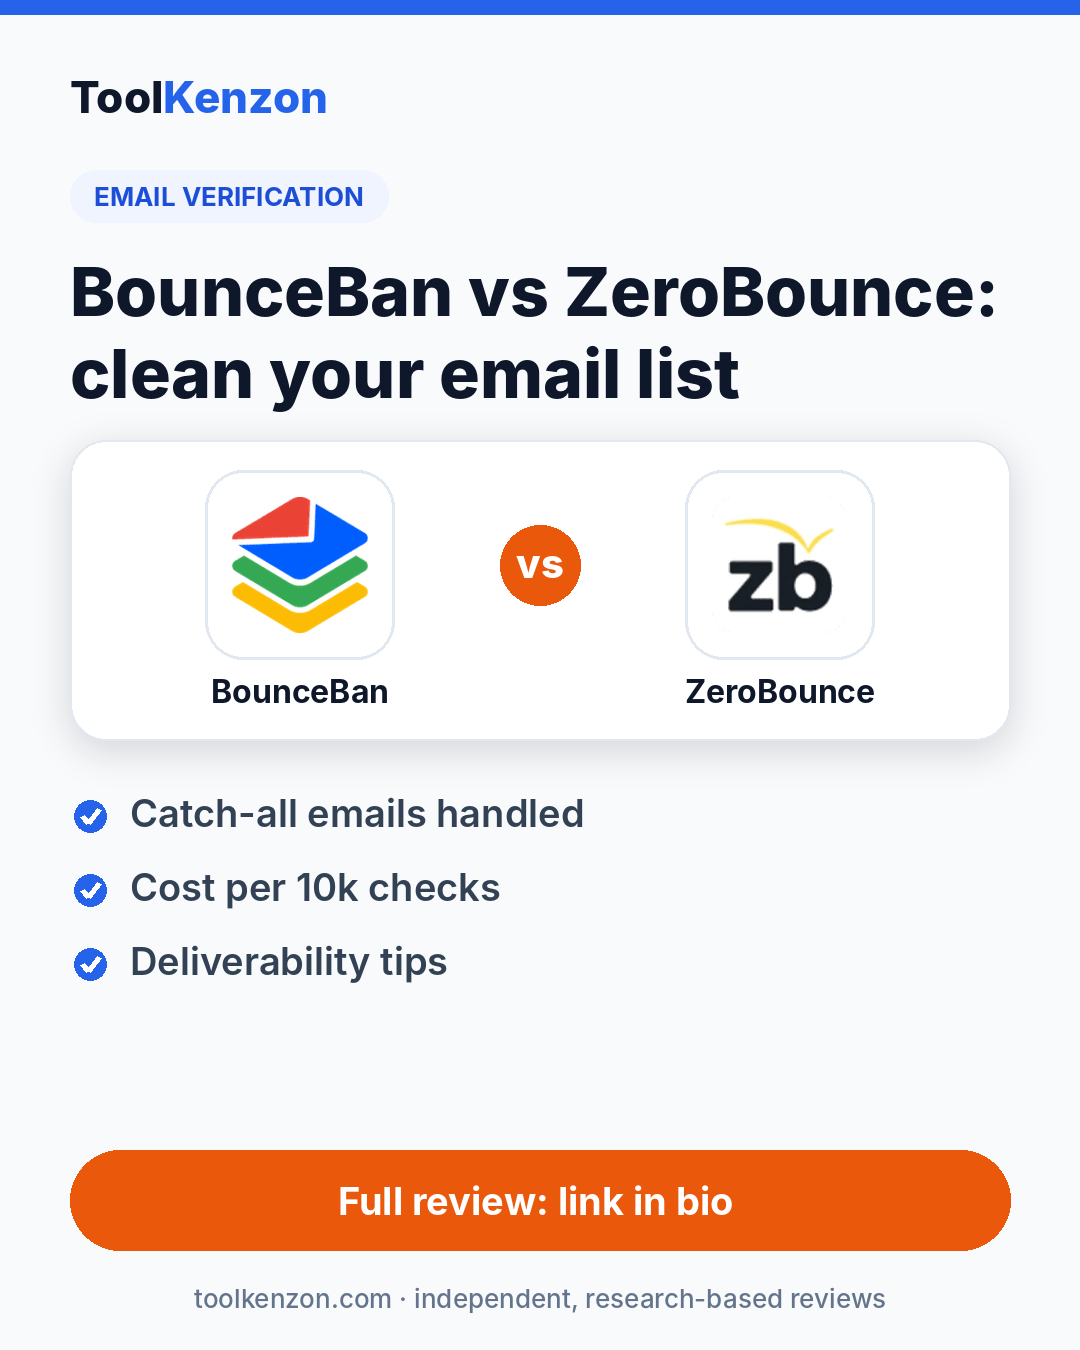 ToolKenzon
EMAIL VERIFICATION
BounceBan vs ZeroBounce:
clean your email list
vs
zb
BounceBan
ZeroBounce
Catch-all emails handled
Cost per 10k checks
Deliverability tips
Full review: link in bio
toolkenzon.com · independent, research-based reviews